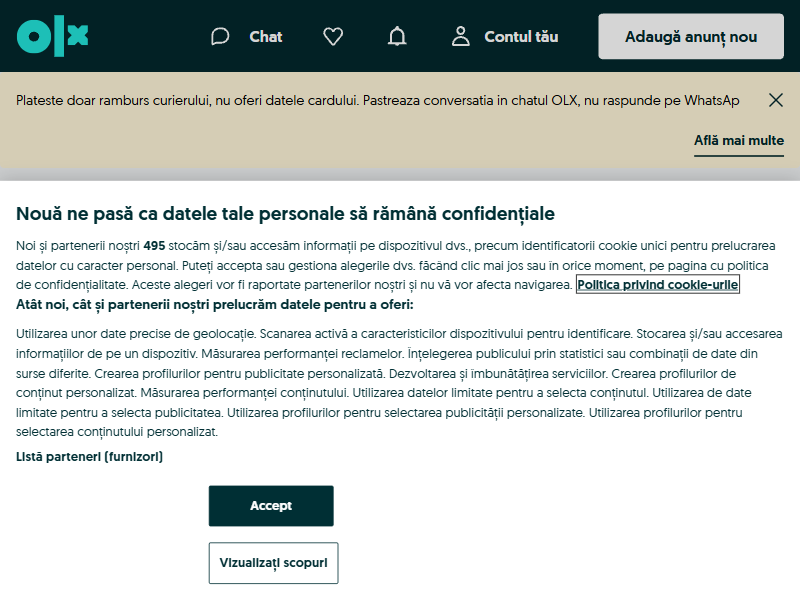 olx
Chat
Contul tău
Adaugă anunț nou
Plateste doar ramburs curierului, nu oferi datele cardului. Pastreaza conversatia in chatul OLX, nu raspunde pe WhatsAp
Află mai multe
Nouă ne pasă ca datele tale personale să rămână confidențiale
Noi și partenerii noștri 495 stocăm și/sau accesăm informații pe dispozitivul dvs., precum identificatorii cookie unici pentru prelucrarea
datelor cu caracter personal. Puteți accepta sau gestiona alegerile dvs. făcând clic mai jos sau în orice moment, pe pagina cu politica
de confidențialitate. Aceste alegeri vor fi raportate partenerilor noștri și nu vă vor afecta navigarea. Politica privind cookie-urile
Atât noi, cât și partenerii noștri prelucrăm datele pentru a oferi:
Utilizarea unor date precise de geolocație. Scanarea activă a caracteristicilor dispozitivului pentru identificare. Stocarea și/sau accesarea
informațiilor de pe un dispozitiv. Măsurarea performanței reclamelor. Înțelegerea publicului prin statistici sau combinații de date din
surse diferite. Crearea profilurilor pentru publicitate personalizată. Dezvoltarea și îmbunătățirea serviciilor. Crearea profilurilor de
conținut personalizat. Măsurarea performanței conținutului. Utilizarea datelor limitate pentru a selecta conținutul. Utilizarea de date
limitate pentru a selecta publicitatea. Utilizarea profilurilor pentru selectarea publicității personalizate. Utilizarea profilurilor pentru
selectarea conținutului personalizat.
Listă parteneri (furnizori)
Accept
Vizualizați scopuri